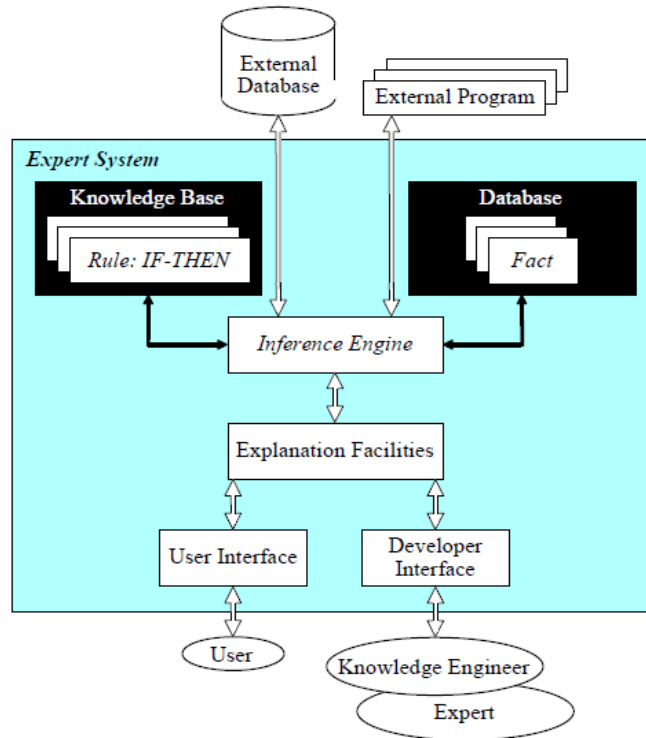 External
Database
External Program
Expert System
Knowledge Base
Rule: IF-THEN
Database
Fact
Inference Engine
Explanation Facilities
User Interface
Developer
Interface
User
Knowledge Engineer
Expert